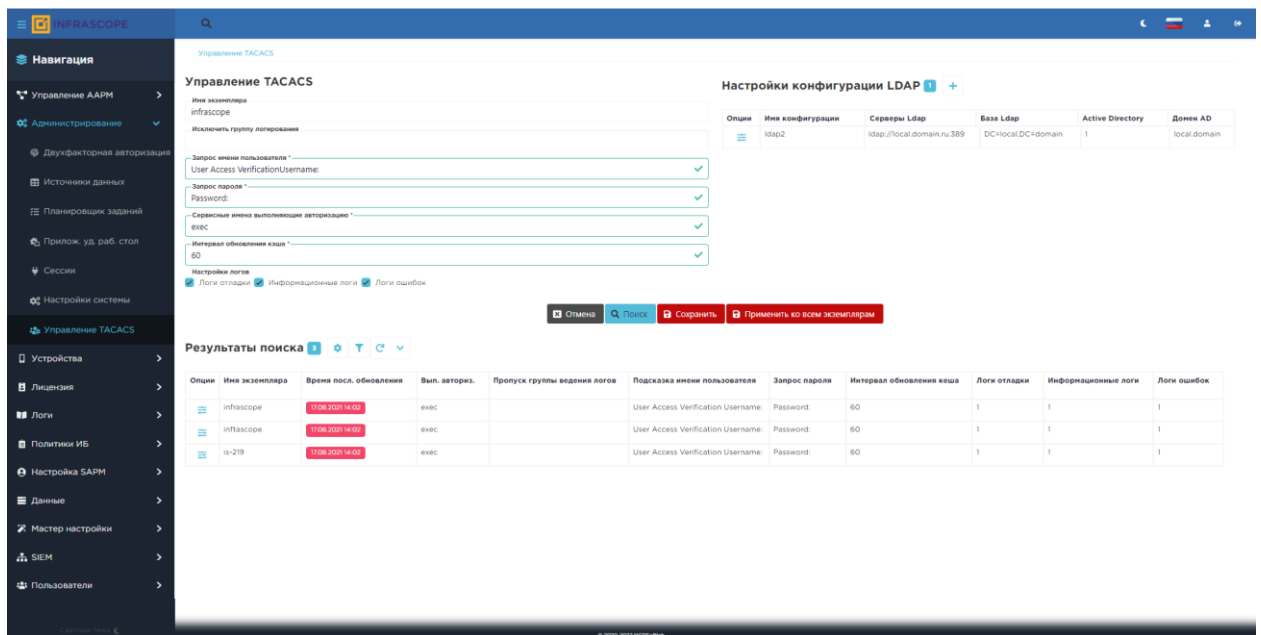 INFRASCOPE
Навигация
Управление AAPM
Администрирование
Двухфакторная авторизация
Источники данных
Планировщик заданий
Прилож. уд. раб. стол
Сессии
Настройки системы
Управление TACACS
Устройства
Лицензия
Логи
Политики ИБ
Настройка SAPM
Данные
Мастер настройки
SIEM
Пользователи
Управление TACACS
Управление TACACS
Имя экземпляра
infrascope
Исключить группу логирования
Запрос имени пользователя *
User Access VerificationUsername:
Запрос пароля *
Password:
Сервисные имена выполняющие авторизацию *
exec
Интервал обновления кэша *
60
Настройки логов
Логи отладки Информационные логи Логи ошибок
Настройки конфигурации LDAP 1 +
Опции Имя конфигурации Серверы Ldap База Ldap Active Directory Домен AD
ldap2 ldap://local.domain.ru:389 DC=local,DC=domain 1 local.domain
Отмена Поиск Сохранить Применить ко всем экземплярам
Результаты поиска 3
Опции Имя экземпляра Время посл. обновления Вып. авториз. Пропуск группы ведения логов Подсказка имени пользователя Запрос пароля Интервал обновления кеша Логи отладки Информационные логи Логи ошибок
infrascope 17.08.2021 14:02 exec User Access Verification Username: Password: 60 1 1 1
inftascope 17.08.2021 14:02 exec User Access Verification Username: Password: 60 1 1 1
is-219 17.08.2021 14:02 exec User Access Verification Username: Password: 60 1 1 1